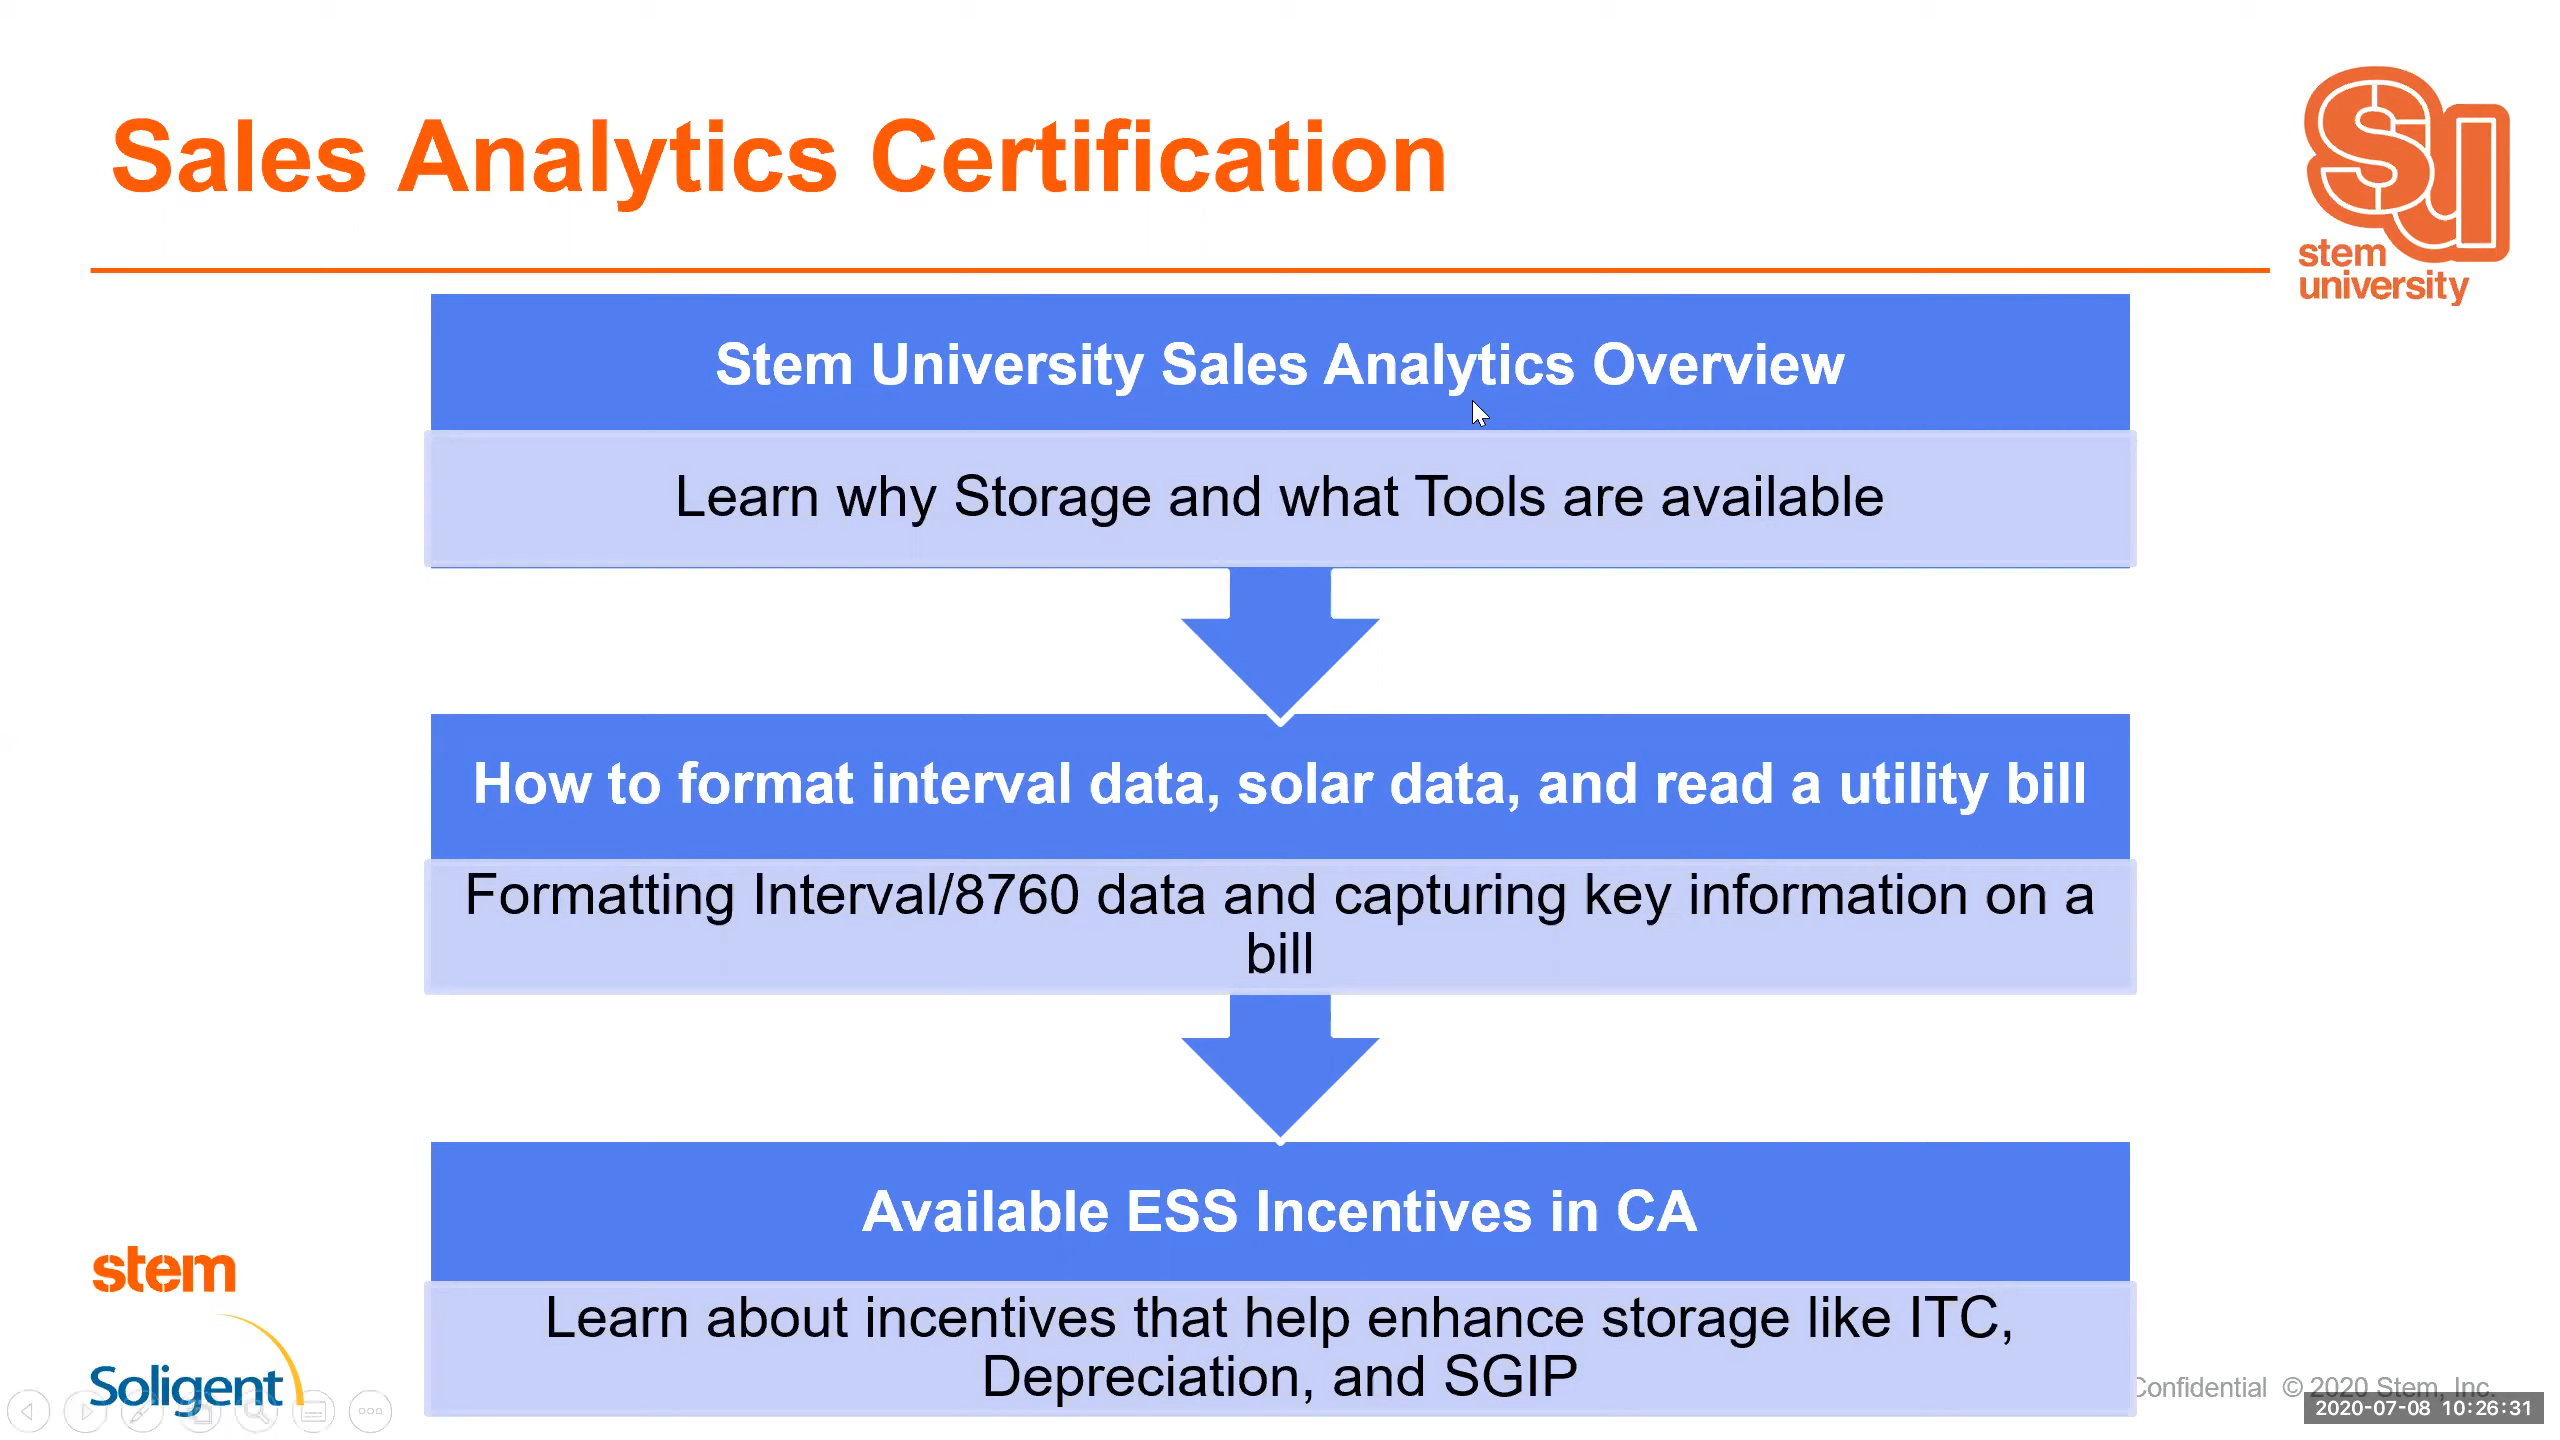 Sales Analytics Certification
SU
stem
university
Stem University Sales Analytics Overview
Learn why Storage and what Tools are available
How to format interval data, solar data, and read a utility bill
Formatting Interval/8760 data and capturing key information on a
bill
Available ESS Incentives in CA
Learn about incentives that help enhance storage like ITC,
Depreciation, and SGIP
stem
Soligent
Confidential © 2020 Stem, Inc.
2020-07-08 10:26:31